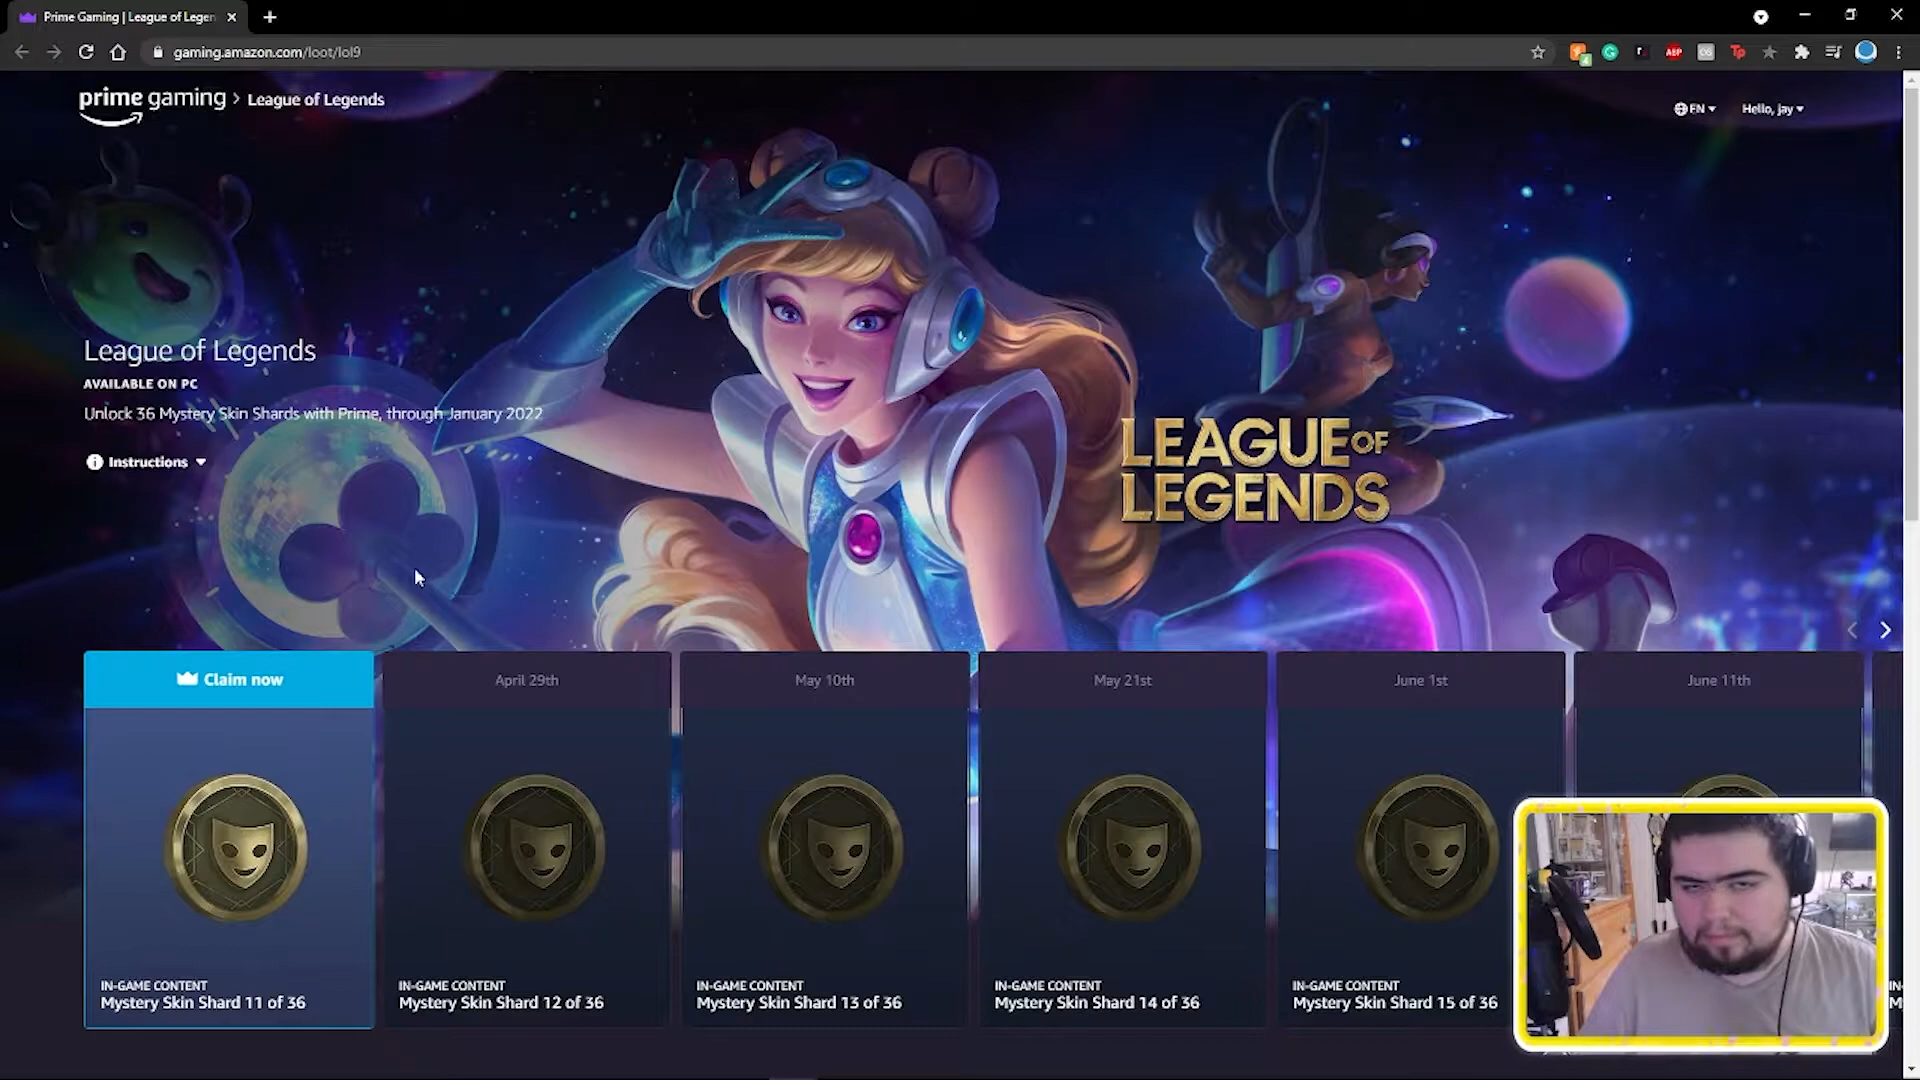 Prime Gaming | League of Legen
gaming.amazon.com/loot/lol9
4
ABP
Tp
prime gaming > League of Legends
EN
Hello, jay
League of Legends
AVAILABLE ON PC
Unlock 36 Mystery Skin Shards with Prime, through January 2022
Instructions
LEAGUE OF
LEGENDS
Claim now
April 29th
May 10th
May 21st
June 1st
June 11th
IN-GAME CONTENT
Mystery Skin Shard 11 of 36
IN-GAME CONTENT
Mystery Skin Shard 12 of 36
IN-GAME CONTENT
Mystery Skin Shard 13 of 36
IN-GAME CONTENT
Mystery Skin Shard 14 of 36
IN-GAME CONTENT
Mystery Skin Shard 15 of 36